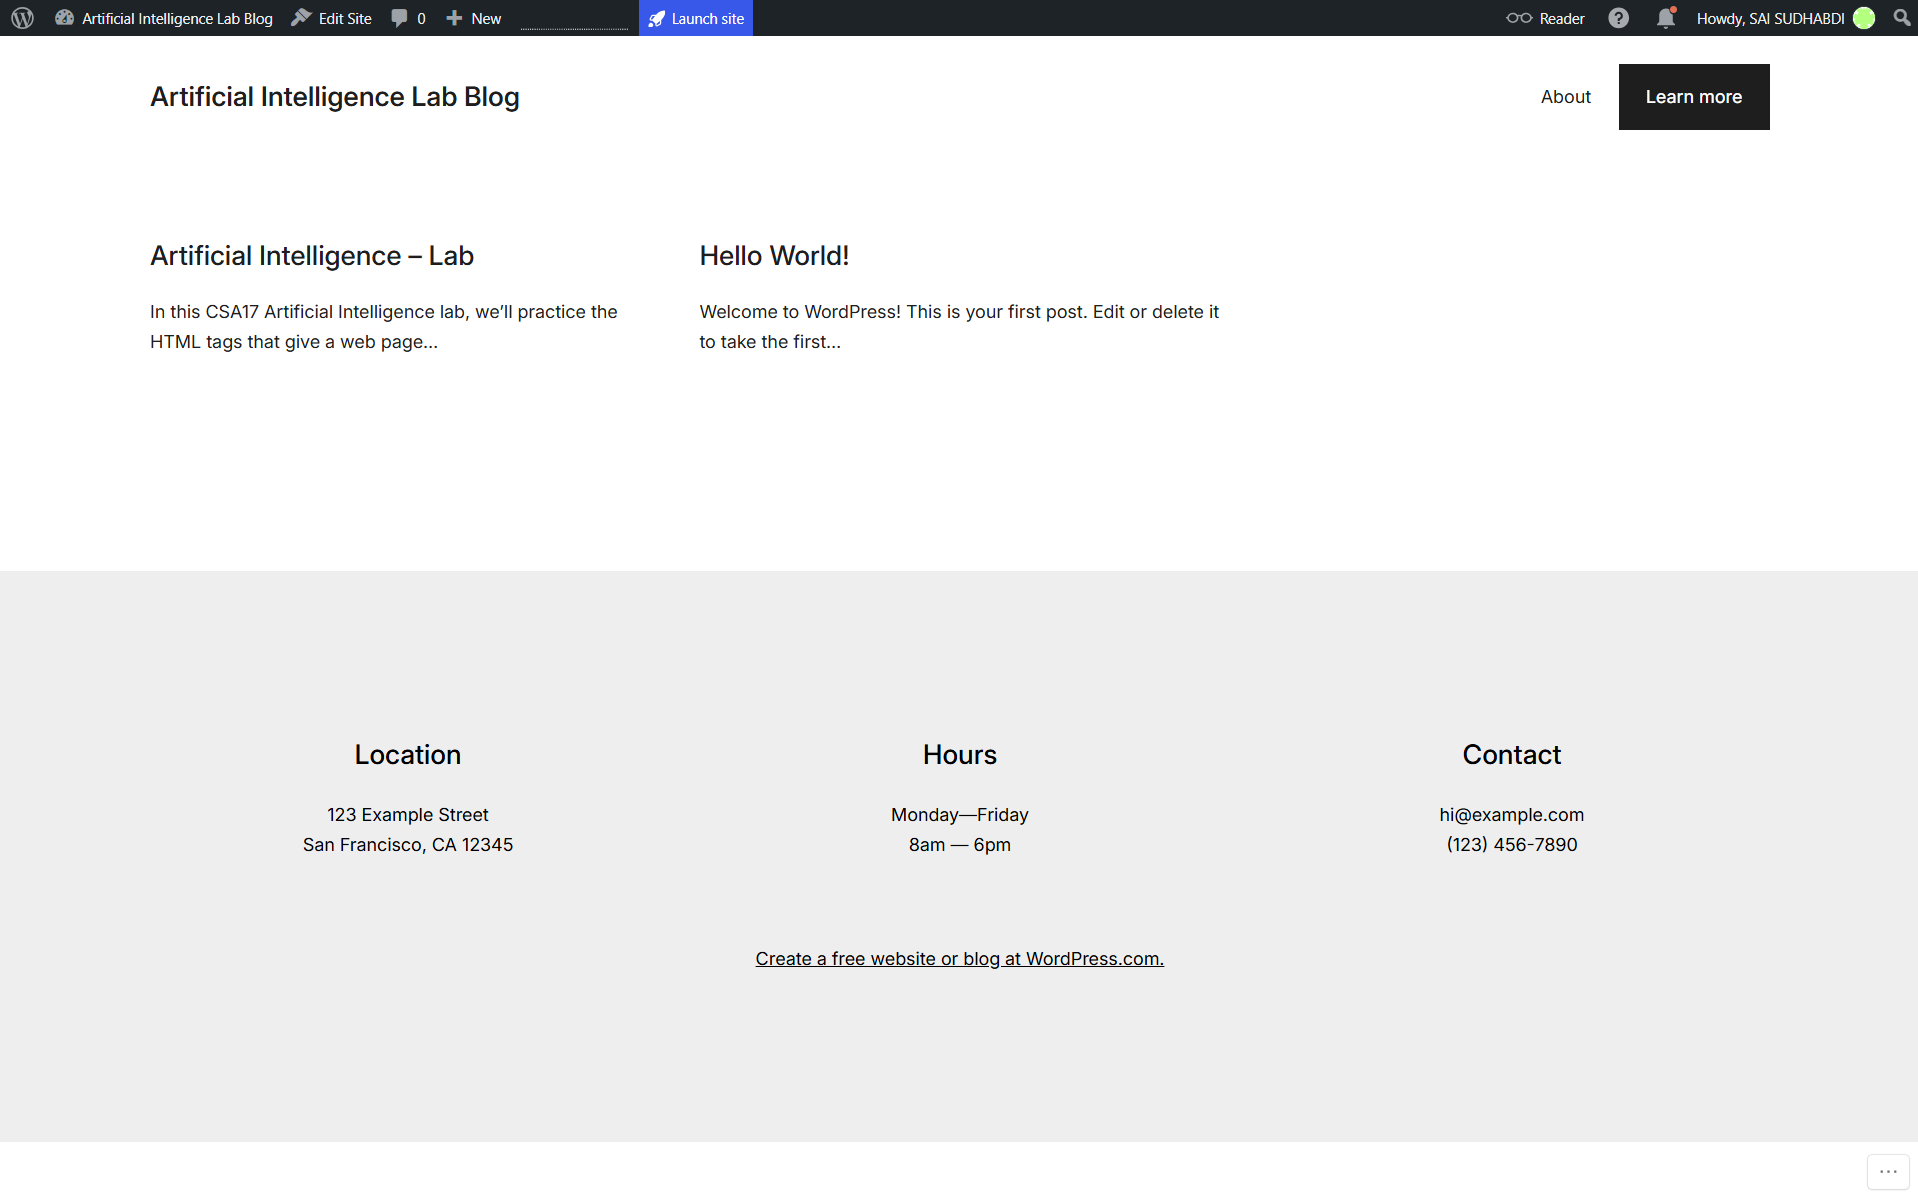 Artificial Intelligence Lab Blog
Edit Site
0
New
Launch site
Reader
Howdy, SAI SUDHABDI
Artificial Intelligence Lab Blog
About
Learn more
Artificial Intelligence – Lab
In this CSA17 Artificial Intelligence lab, we’ll practice the
HTML tags that give a web page…
Hello World!
Welcome to WordPress! This is your first post. Edit or delete it
to take the first…
Location
123 Example Street
San Francisco, CA 12345
Hours
Monday—Friday
8am — 6pm
Contact
hi@example.com
(123) 456-7890
Create a free website or blog at WordPress.com.